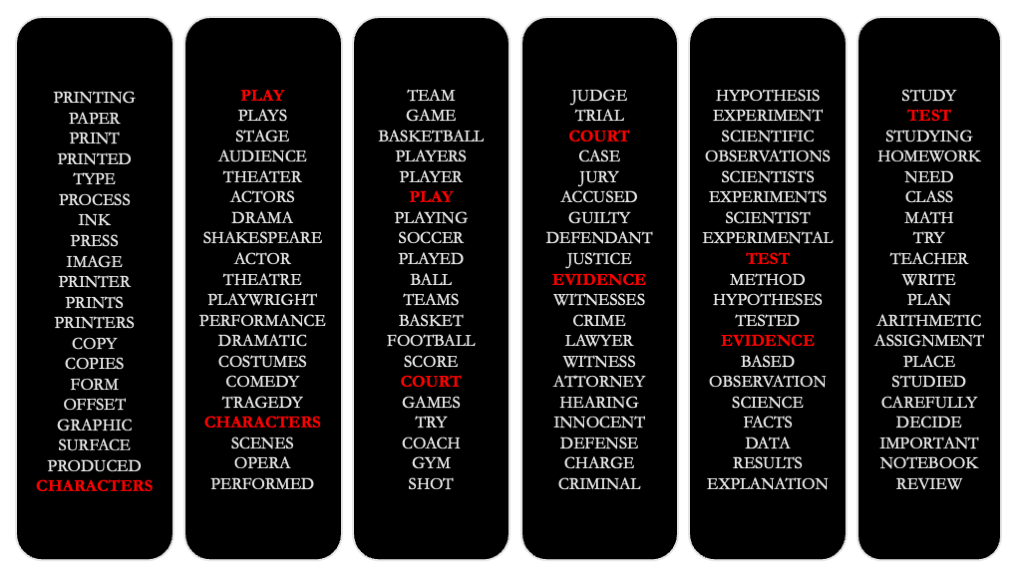 PRINTING
PAPER
PRINT
PRINTED
TYPE
PROCESS
INK
PRESS
IMAGE
PRINTER
PRINTS
PRINTERS
COPY
COPIES
FORM
OFFSET
GRAPHIC
SURFACE
PRODUCED
CHARACTERS
PLAY
PLAYS
STAGE
AUDIENCE
THEATER
ACTORS
DRAMA
SHAKESPEARE
ACTOR
THEATRE
PLAYWRIGHT
PERFORMANCE
DRAMATIC
COSTUMES
COMEDY
TRAGEDY
CHARACTERS
SCENES
OPERA
PERFORMED
TEAM
GAME
BASKETBALL
PLAYERS
PLAYER
PLAY
PLAYING
SOCCER
PLAYED
BALL
TEAMS
BASKET
FOOTBALL
SCORE
COURT
GAMES
TRY
COACH
GYM
SHOT
JUDGE
TRIAL
COURT
CASE
JURY
ACCUSED
GUILTY
DEFENDANT
JUSTICE
EVIDENCE
WITNESSES
CRIME
LAWYER
WITNESS
ATTORNEY
HEARING
INNOCENT
DEFENSE
CHARGE
CRIMINAL
HYPOTHESIS
EXPERIMENT
SCIENTIFIC
OBSERVATIONS
SCIENTISTS
EXPERIMENTS
SCIENTIST
EXPERIMENTAL
TEST
METHOD
HYPOTHESES
TESTED
EVIDENCE
BASED
OBSERVATION
SCIENCE
FACTS
DATA
RESULTS
EXPLANATION
STUDY
TEST
STUDYING
HOMEWORK
NEED
CLASS
MATH
TRY
TEACHER
WRITE
PLAN
ARITHMETIC
ASSIGNMENT
PLACE
STUDIED
CAREFULLY
DECIDE
IMPORTANT
NOTEBOOK
REVIEW